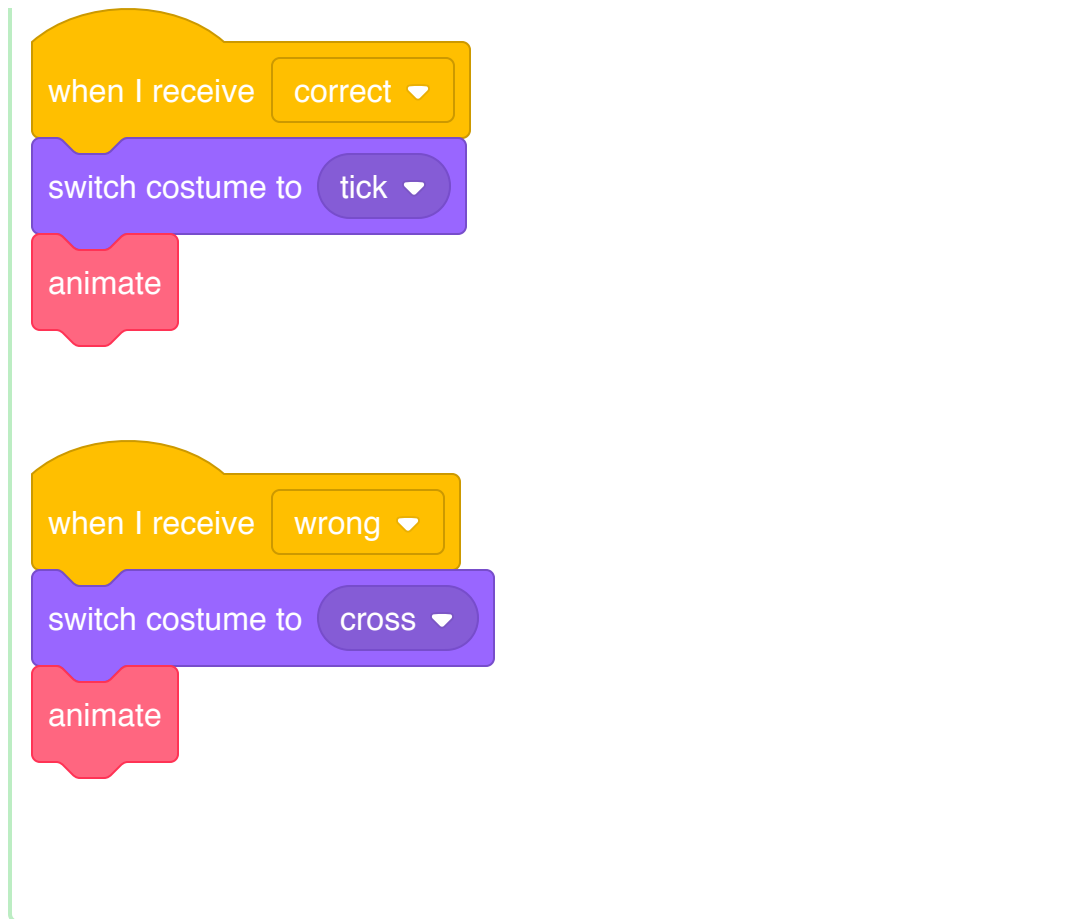 when I receive correct
switch costume to tick
animate
when I receive wrong
switch costume to cross
animate